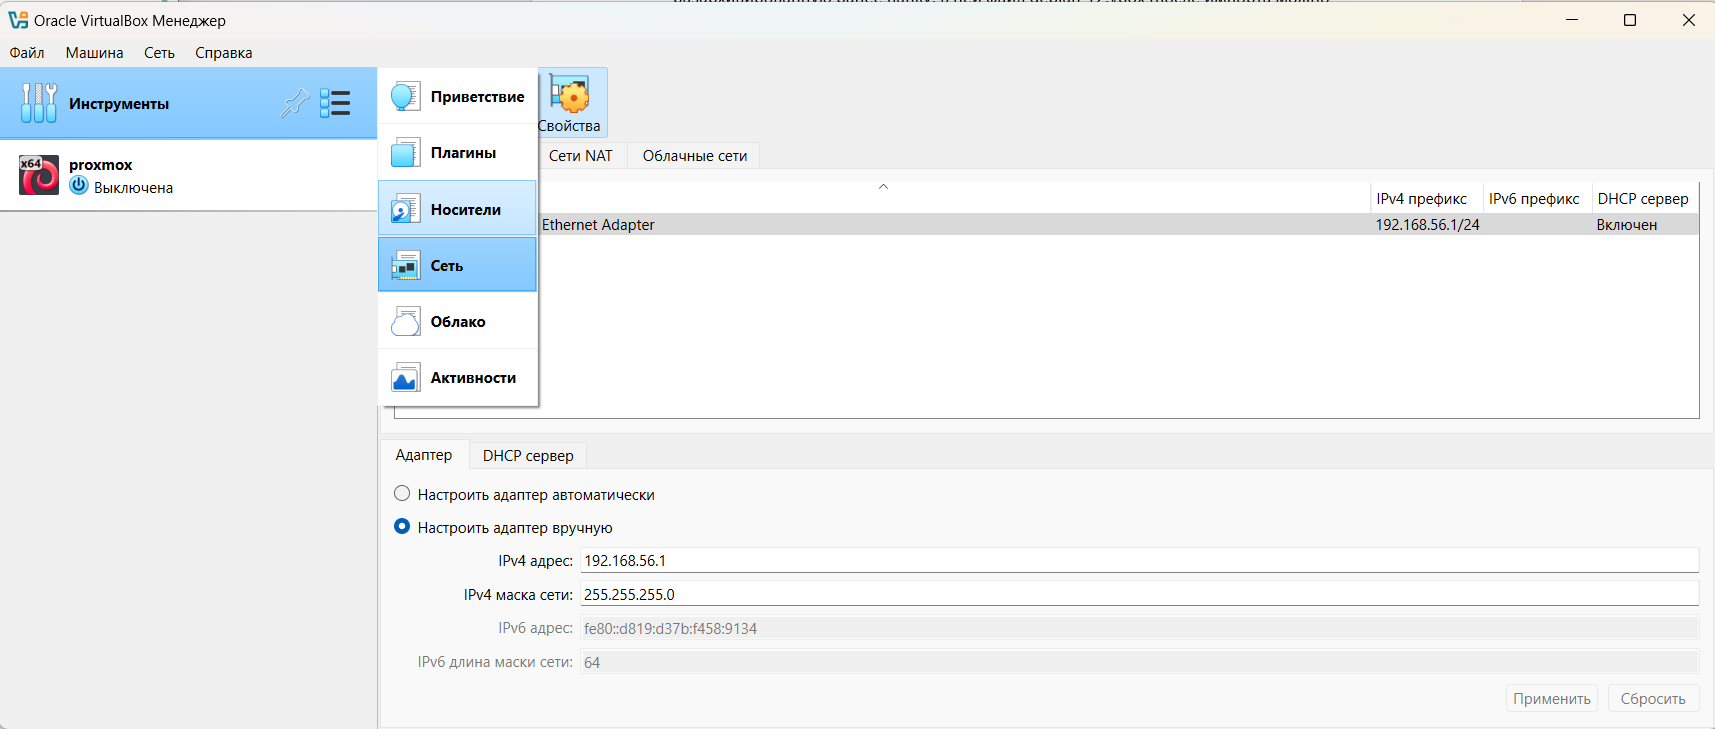 Oracle VirtualBox Менеджер
Файл Машина Сеть Справка
Инструменты
x64
proxmox
Выключена
Приветствие
Плагины
Носители
Сеть
Облако
Активности
Свойства
Сети NAT Облачные сети
IPv4 префикс IPv6 префикс DHCP сервер
Ethernet Adapter 192.168.56.1/24 Включен
Адаптер DHCP сервер
Настроить адаптер автоматически
Настроить адаптер вручную
IPv4 адрес: 192.168.56.1
IPv4 маска сети: 255.255.255.0
IPv6 адрес: fe80::d819:d37b:f458:9134
IPv6 длина маски сети: 64
Применить Сбросить